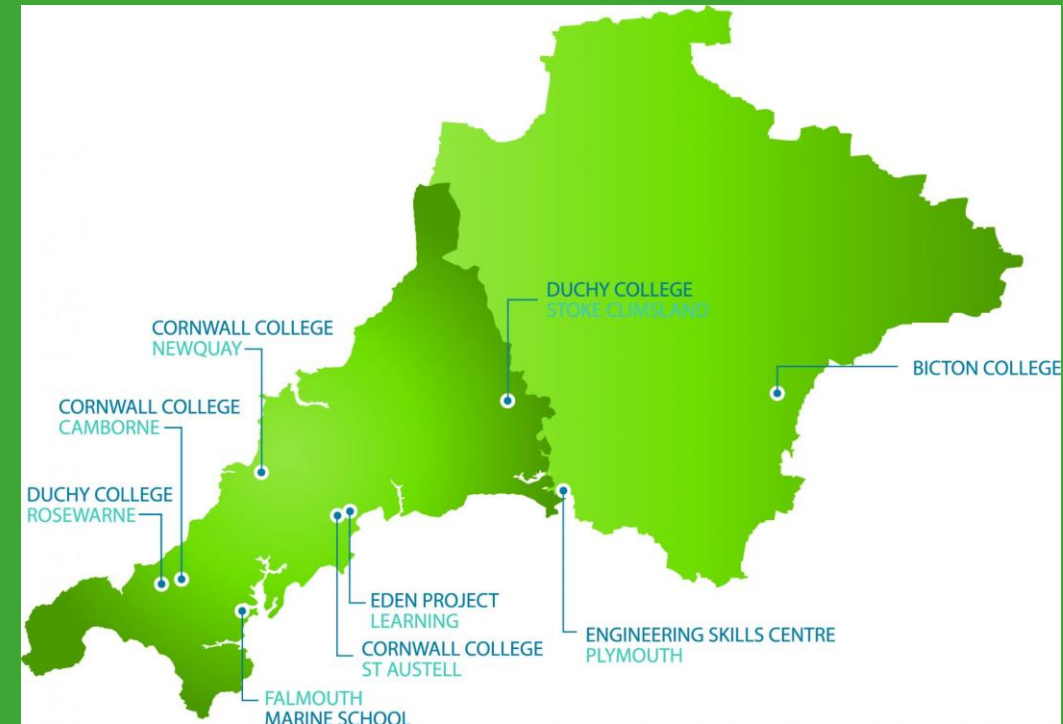 DUCHY COLLEGE
STOKE CLIMSLAND
CORNWALL COLLEGE
NEWQUAY
BICTON COLLEGE
CORNWALL COLLEGE
CAMBORNE
DUCHY COLLEGE
ROSEWARNE
EDEN PROJECT
LEARNING
ENGINEERING SKILLS CENTRE
PLYMOUTH
CORNWALL COLLEGE
ST AUSTELL
FALMOUTH
MARINE SCHOOL